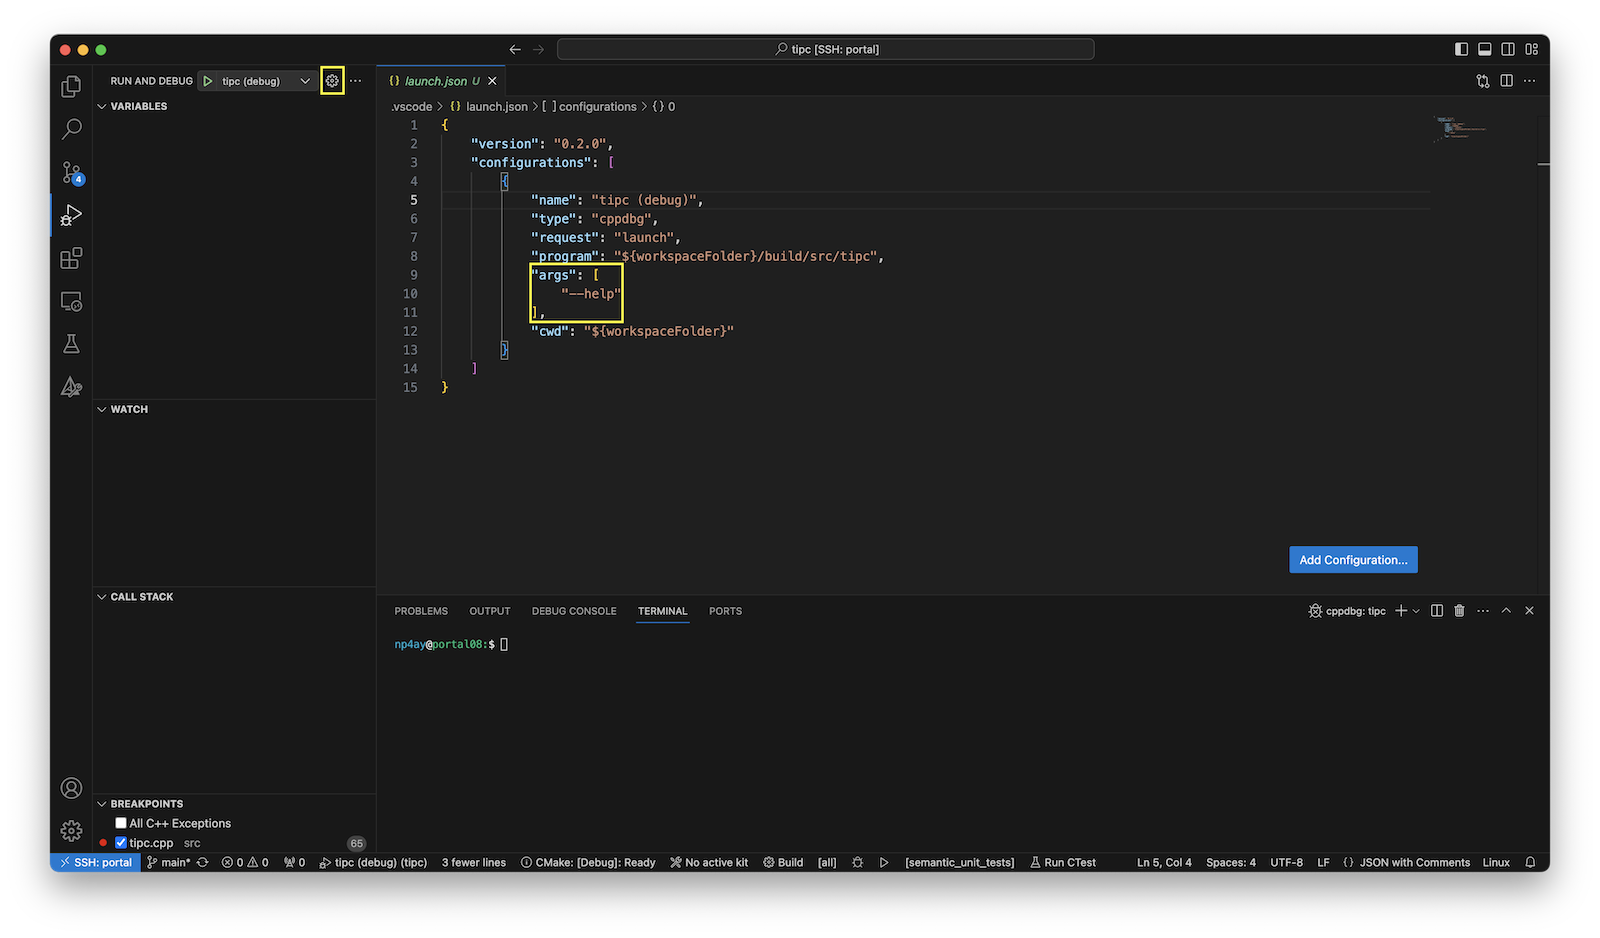 tipc [SSH: portal]
RUN AND DEBUG tipc (debug)
launch.json U
.vscode > {} launch.json > [ ] configurations > { } 0
VARIABLES
1 {
2 "version": "0.2.0",
3 "configurations": [
4 {
5 "name": "tipc (debug)",
6 "type": "cppdbg",
7 "request": "launch",
8 "program": "${workspaceFolder}/build/src/tipc",
9 "args": [
10 "--help"
11 ],
12 "cwd": "${workspaceFolder}"
13 }
14 ]
15 }
4
WATCH
Add Configuration...
CALL STACK
PROBLEMS OUTPUT DEBUG CONSOLE TERMINAL PORTS cppdbg: tipc
np4ay@portal08:$
BREAKPOINTS
All C++ Exceptions
tipc.cpp src 65
SSH: portal main* 0 0 0 tipc (debug) (tipc) 3 fewer lines CMake: [Debug]: Ready No active kit Build [all] [semantic_unit_tests] Run CTest Ln 5, Col 4 Spaces: 4 UTF-8 LF {} JSON with Comments Linux